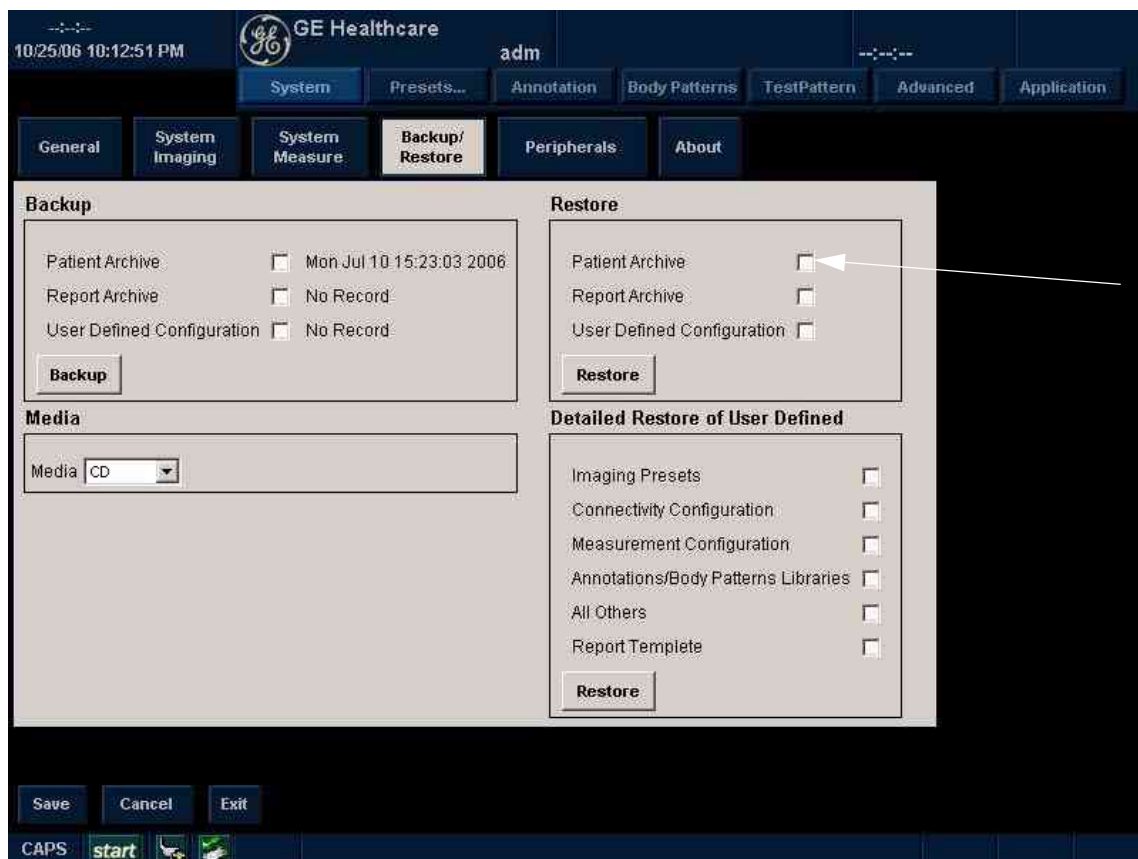 --:--:--
10/25/06 10:12:51 PM
GE Healthcare
adm
--:--:--
System Presets... Annotation Body Patterns TestPattern Advanced Application
General System Imaging System Measure Backup/ Restore Peripherals About
Backup
Patient Archive Mon Jul 10 15:23:03 2006
Report Archive No Record
User Defined Configuration No Record
Backup
Media
Media CD
Restore
Patient Archive
Report Archive
User Defined Configuration
Restore
Detailed Restore of User Defined
Imaging Presets
Connectivity Configuration
Measurement Configuration
Annotations/Body Patterns Libraries
All Others
Report Templete
Restore
Save Cancel Exit
CAPS start